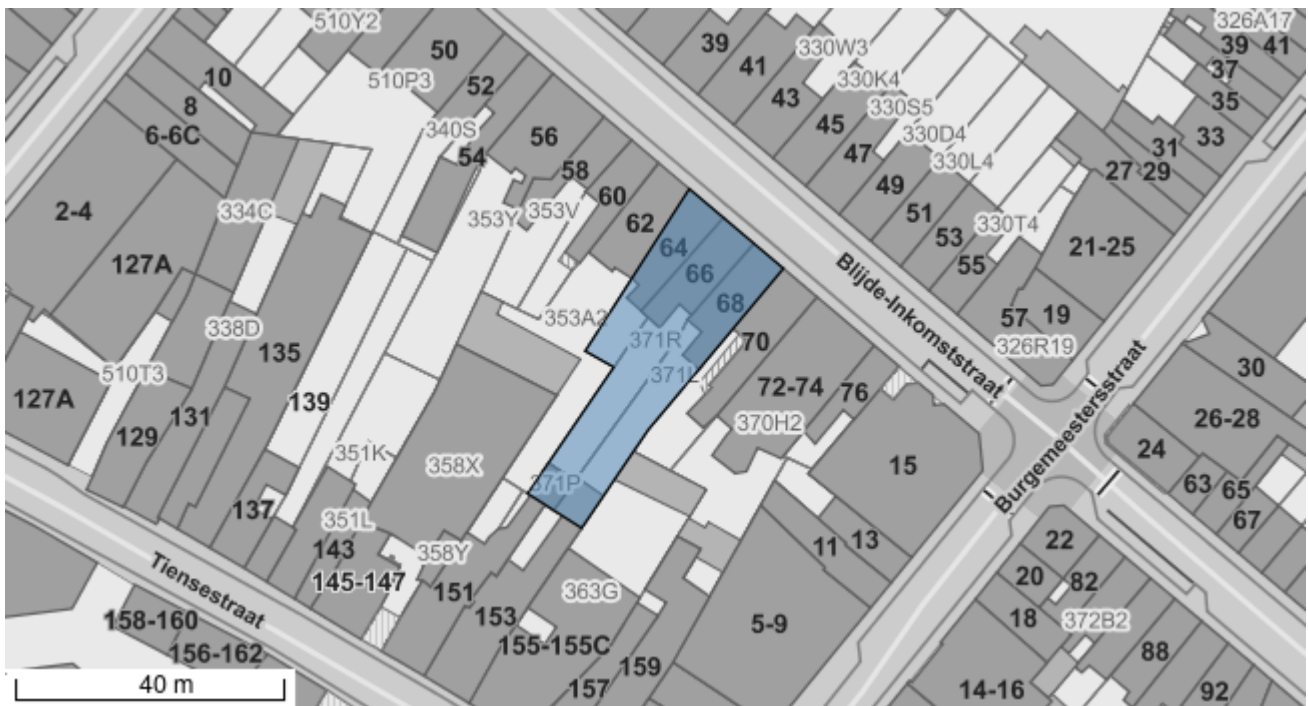 510Y2
326A17
39
50
330W3
39
41
41
10
510P3
52
37
330K4
8
43
35
340S
330S5
6-6C
45
56
330D4
33
31
54
47
330L4
27
29
58
60
49
2-4
334C
353Y
353V
62
51
330T4
53
21-25
64
127A
55
66
Blijde-Inkomststraat
68
353A2
57
19
338D
371R
70
326R19
135
30
510T3
371L
72-74
76
127A
139
26-28
131
370H2
129
24
351K
358X
15
Burgemeestersstraat
371P
63
65
137
67
351L
11
13
22
143
358Y
20
82
145-147
Tiensestraat
151
363G
18
158-160
153
5-9
372B2
155-155C
88
156-162
159
157
14-16
92
40 m